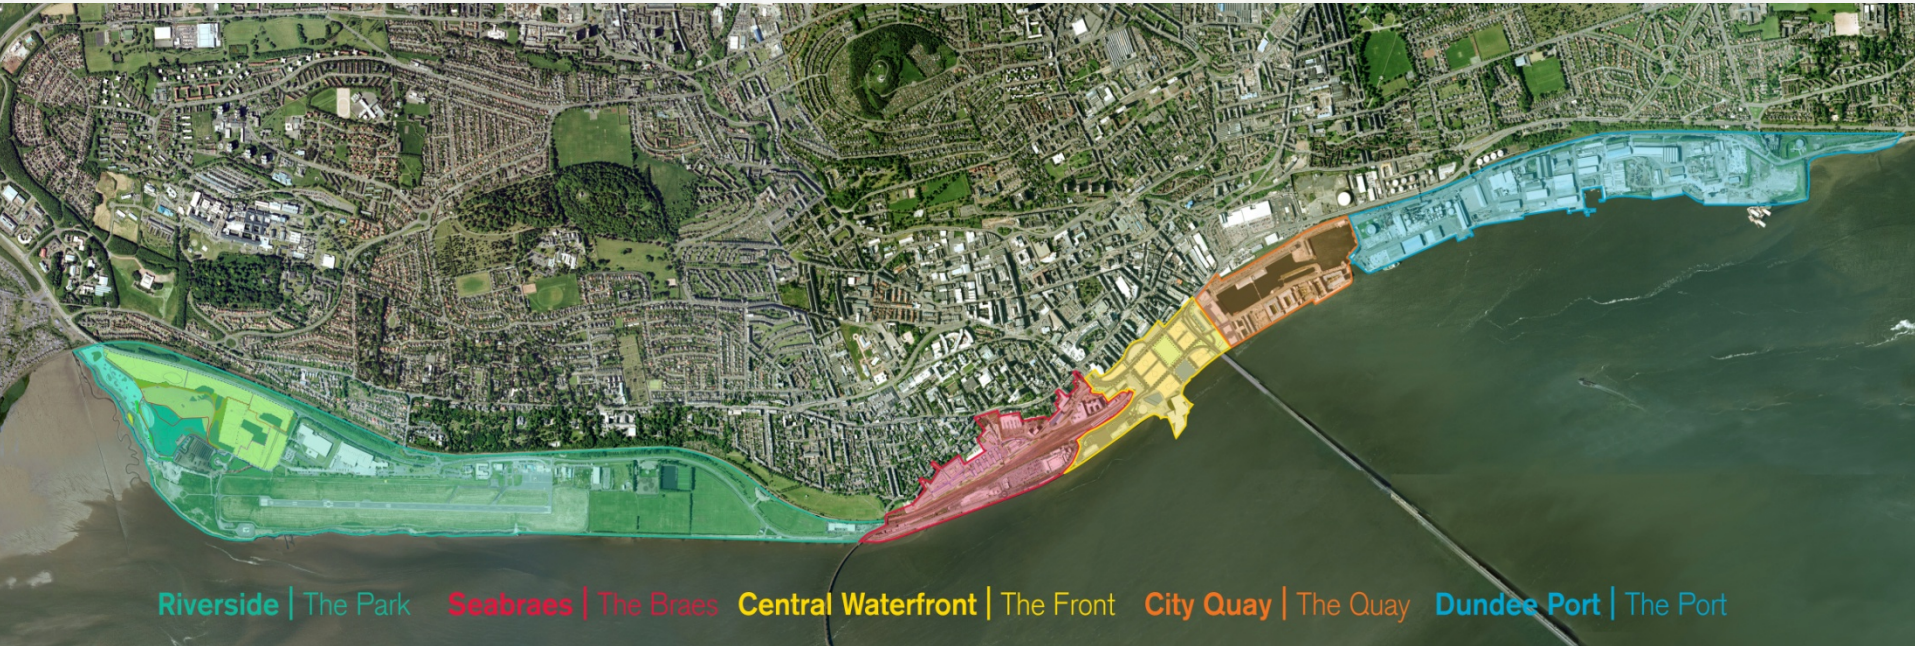 Riverside | The Park Seabraes | The Braes Central Waterfront | The Front City Quay | The Quay Dundee Port | The Port